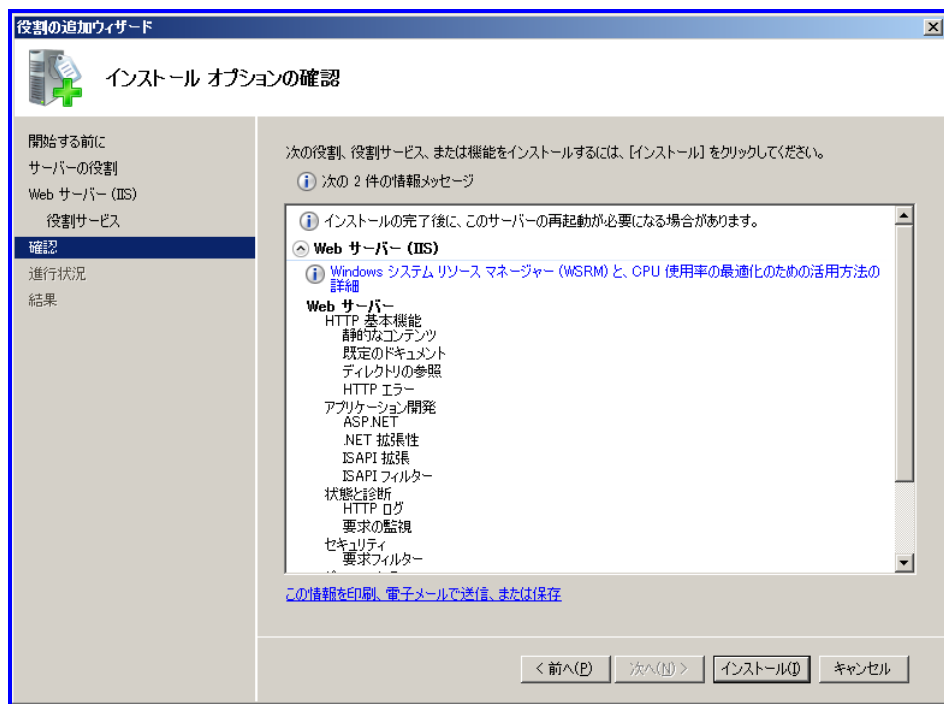 役割の追加ウィザード
インストール オプションの確認
開始する前に
サーバーの役割
Web サーバー (IIS)
役割サービス
確認
進行状況
結果
次の役割、役割サービス、または機能をインストールするには、[インストール] をクリックしてください。
次の 2 件の情報メッセージ
インストールの完了後に、このサーバーの再起動が必要になる場合があります。
Web サーバー (IIS)
Windows システム リソース マネージャー (WSRM) と、CPU 使用率の最適化のための活用方法の
詳細
Web サーバー
HTTP 基本機能
静的なコンテンツ
既定のドキュメント
ディレクトリの参照
HTTP エラー
アプリケーション開発
ASP.NET
.NET 拡張性
ISAPI 拡張
ISAPI フィルター
状態と診断
HTTP ログ
要求の監視
セキュリティ
要求フィルター
この情報を印刷、電子メールで送信、または保存
< 前へ(P)
次へ(N) >
インストール(I)
キャンセル